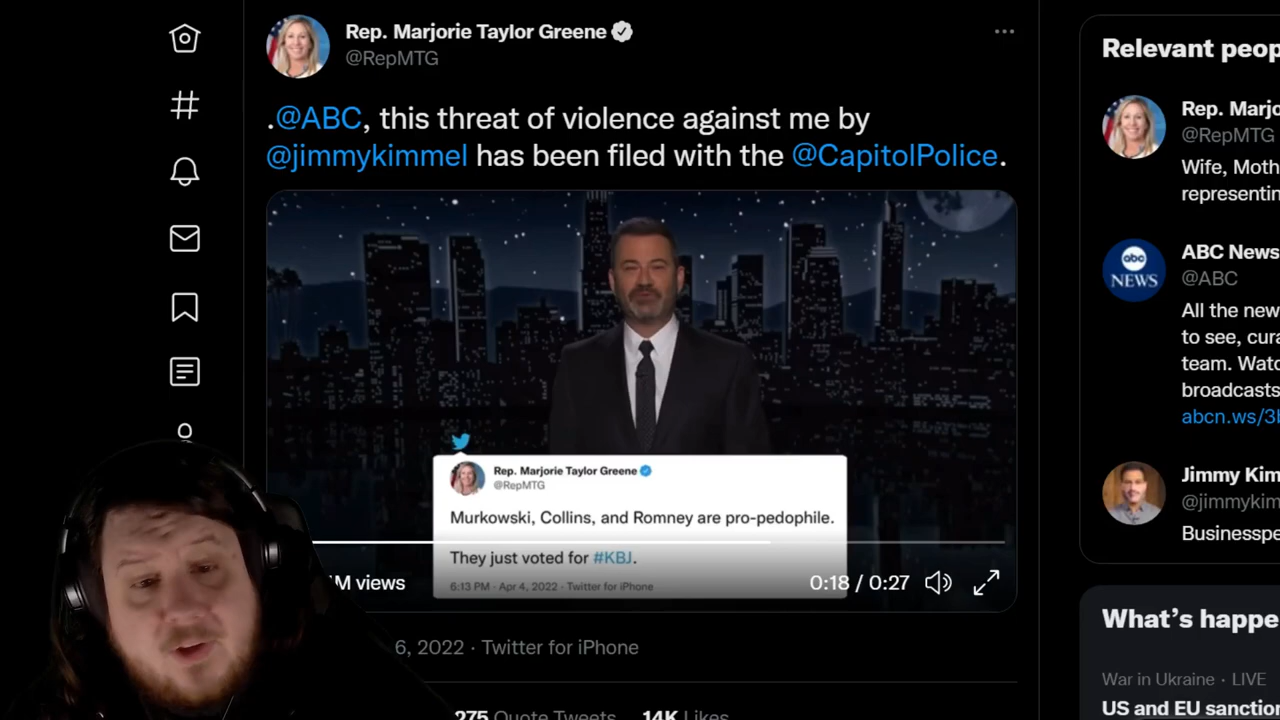 Rep. Marjorie Taylor Greene
@RepMTG
.@ABC, this threat of violence against me by
@jimmykimmel has been filed with the @CapitolPolice.
Rep. Marjorie Taylor Greene
@RepMTG
Murkowski, Collins, and Romney are pro-pedophile.
They just voted for #KBJ.
6:13 PM · Apr 4, 2022 · Twitter for iPhone
M views
0:18 / 0:27
6, 2022 · Twitter for iPhone
275 Quote Tweets 14K Likes
Relevant peop
Rep. Marjo
@RepMTG
Wife, Moth
representin
ABC News
@ABC
abc
NEWS
All the new
to see, cura
team. Watc
broadcasts
abcn.ws/3b
Jimmy Kim
@jimmykim
Businesspe
What's happe
War in Ukraine · LIVE
US and EU sanction